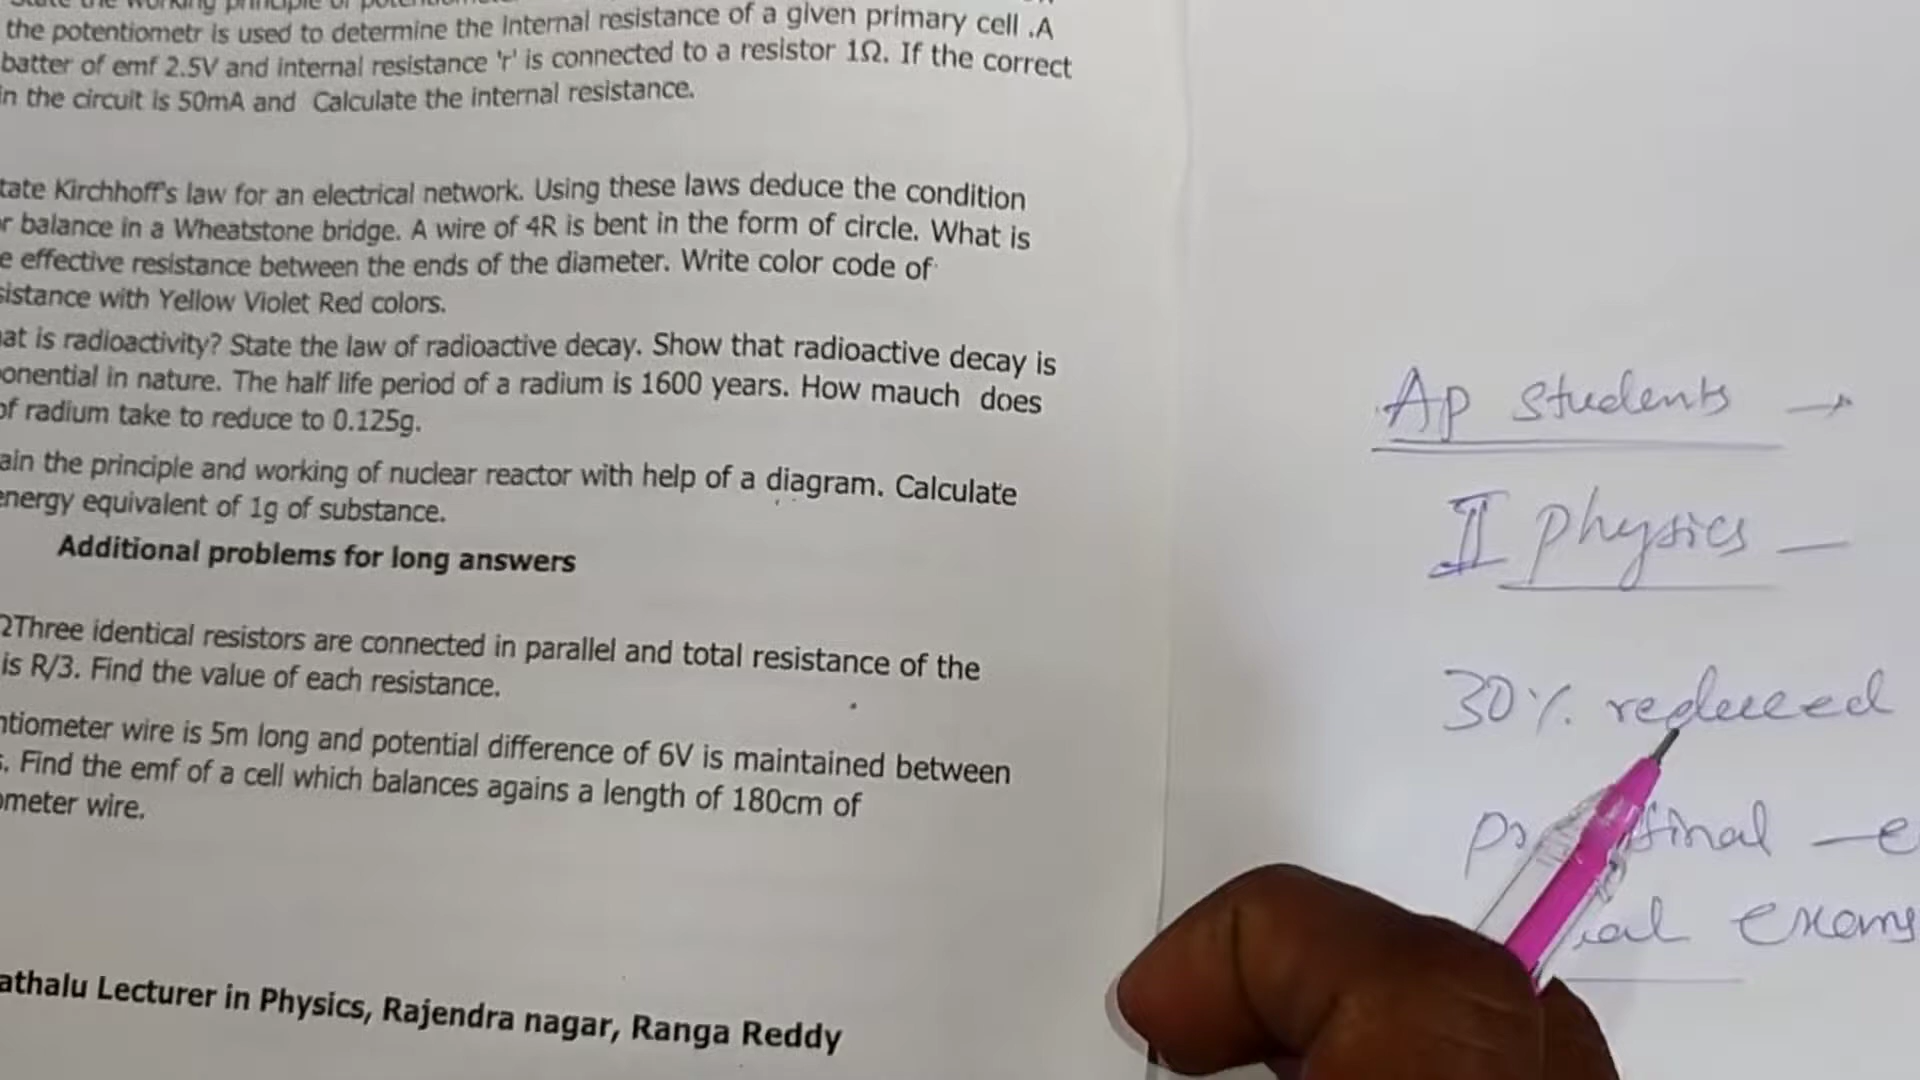 the potentiometr is used to determine the internal resistance of a given primary cell .A
batter of emf 2.5V and internal resistance 'r' is connected to a resistor 1Ω. If the correct
in the circuit is 50mA and Calculate the internal resistance.
tate Kirchhoff's law for an electrical network. Using these laws deduce the condition
r balance in a Wheatstone bridge. A wire of 4R is bent in the form of circle. What is
e effective resistance between the ends of the diameter. Write color code of
sistance with Yellow Violet Red colors.
at is radioactivity? State the law of radioactive decay. Show that radioactive decay is
onential in nature. The half life period of a radium is 1600 years. How mauch does
of radium take to reduce to 0.125g.
ain the principle and working of nuclear reactor with help of a diagram. Calculate
energy equivalent of 1g of substance.
Additional problems for long answers
ΩThree identical resistors are connected in parallel and total resistance of the
is R/3. Find the value of each resistance.
ntiometer wire is 5m long and potential difference of 6V is maintained between
s. Find the emf of a cell which balances agains a length of 180cm of
ometer wire.
athalu Lecturer in Physics, Rajendra nagar, Ranga Reddy
Ap students →
II physics —
30% reduced
final – e
ial exams